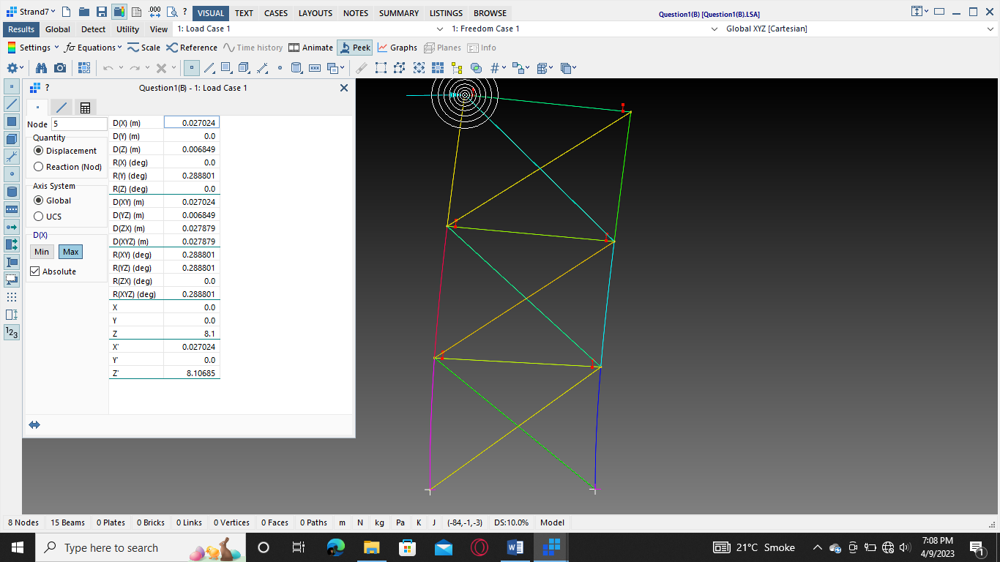 Strand7 .000 ? VISUAL TEXT CASES LAYOUTS NOTES SUMMARY LISTINGS BROWSE Question1(B) [Question1(B).LSA]
Results Global Detect Utility View 1: Load Case 1 1: Freedom Case 1 Global XYZ [Cartesian]
Settings Equations Scale Reference Time history Animate Peek Graphs Planes Info
? Question1(B) - 1: Load Case 1
Node 5
Quantity
Displacement
Reaction (Nod)
Axis System
Global
UCS
D(X)
Min Max
Absolute
D(X) (m) 0.027024
D(Y) (m) 0.0
D(Z) (m) 0.006849
R(X) (deg) 0.0
R(Y) (deg) 0.288801
R(Z) (deg) 0.0
D(XY) (m) 0.027024
D(YZ) (m) 0.006849
D(ZX) (m) 0.027879
D(XYZ) (m) 0.027879
R(XY) (deg) 0.288801
R(YZ) (deg) 0.288801
R(ZX) (deg) 0.0
R(XYZ) (deg) 0.288801
X 0.0
Y 0.0
Z 8.1
X' 0.027024
Y' 0.0
Z' 8.10685
123
8 Nodes 15 Beams 0 Plates 0 Bricks 0 Links 0 Vertices 0 Faces 0 Paths m N kg Pa K J (-84,-1,-3) DS:10.0% Model
Type here to search 21°C Smoke 7:08 PM
4/9/2023 1